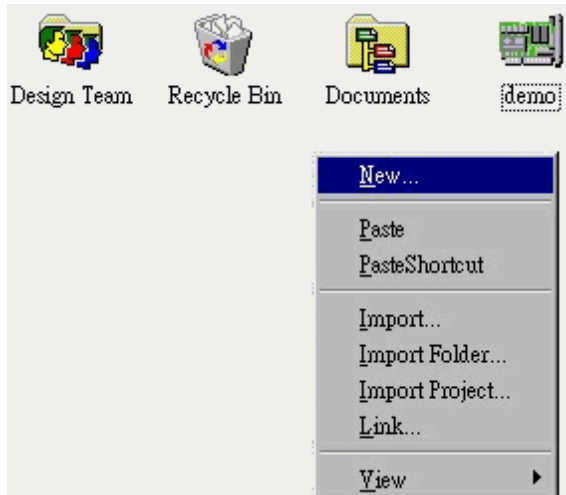 Design Team
Recycle Bin
Documents
demo
New...
Paste
PasteShortcut
Import...
Import Folder...
Import Project...
Link...
View